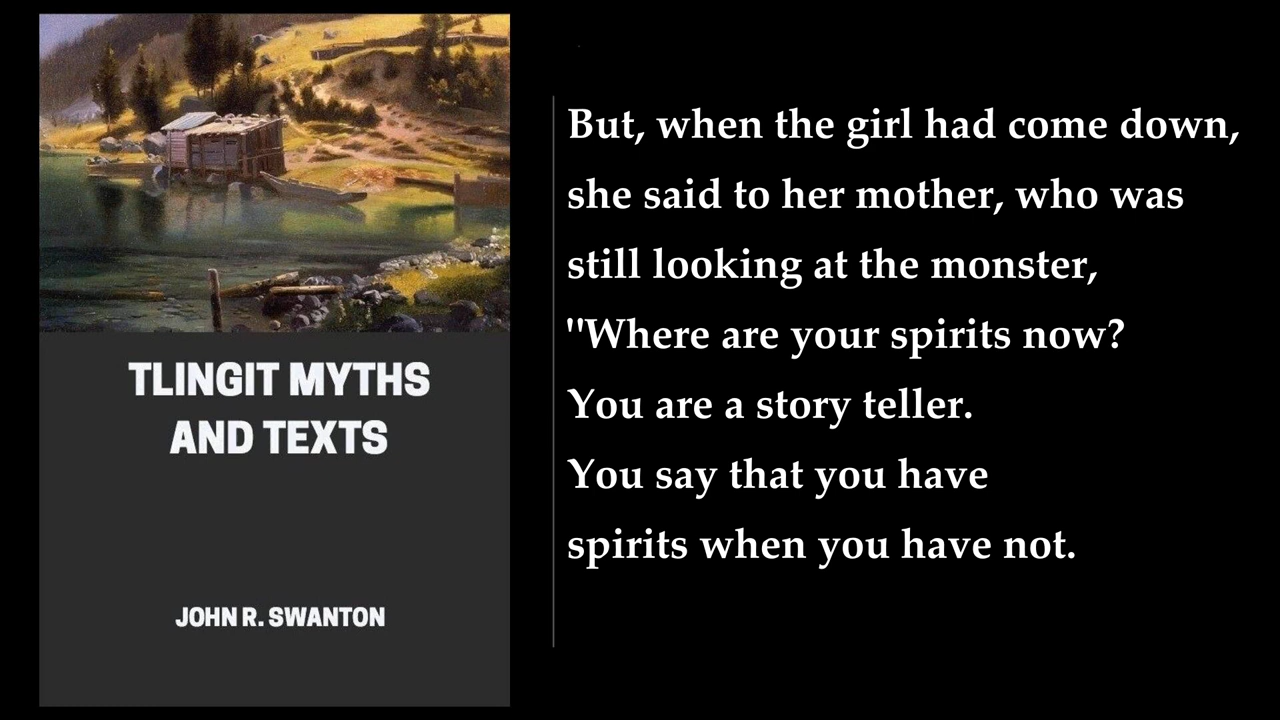 TLINGIT MYTHS
AND TEXTS
JOHN R. SWANTON
But, when the girl had come down,
she said to her mother, who was
still looking at the monster,
"Where are your spirits now?
You are a story teller.
You say that you have
spirits when you have not.